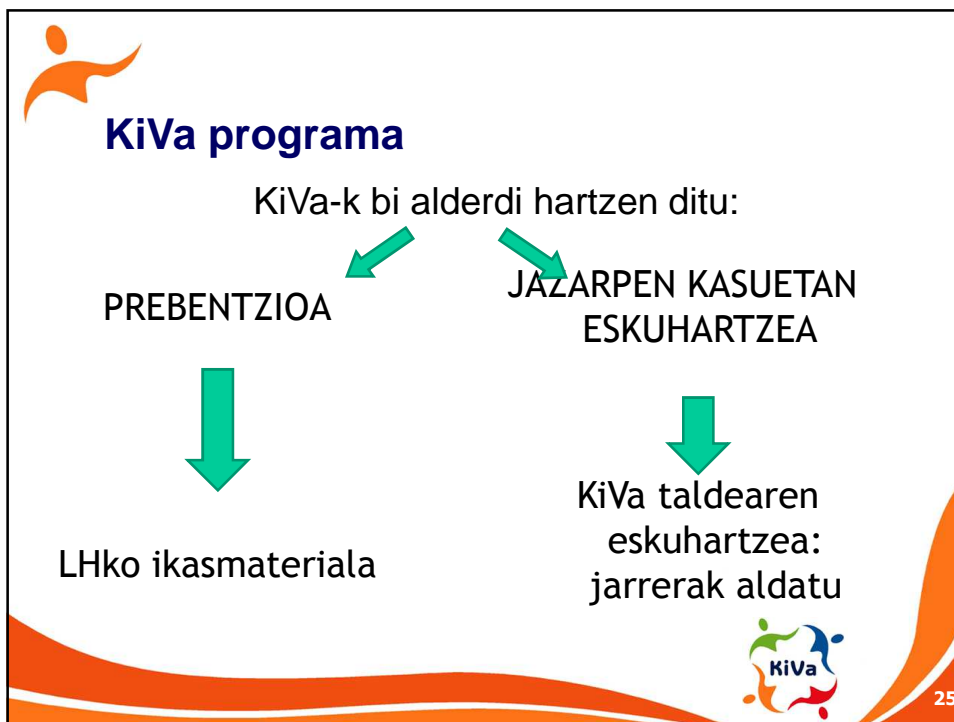 KiVa programa
KiVa-k bi alderdi hartzen ditu:
PREBENTZIOA
JAZARPEN KASUETAN
ESKUHARTZEA
LHko ikasmateriala
KiVa taldearen
eskuhartzea:
jarrerak aldatu
KiVa
25